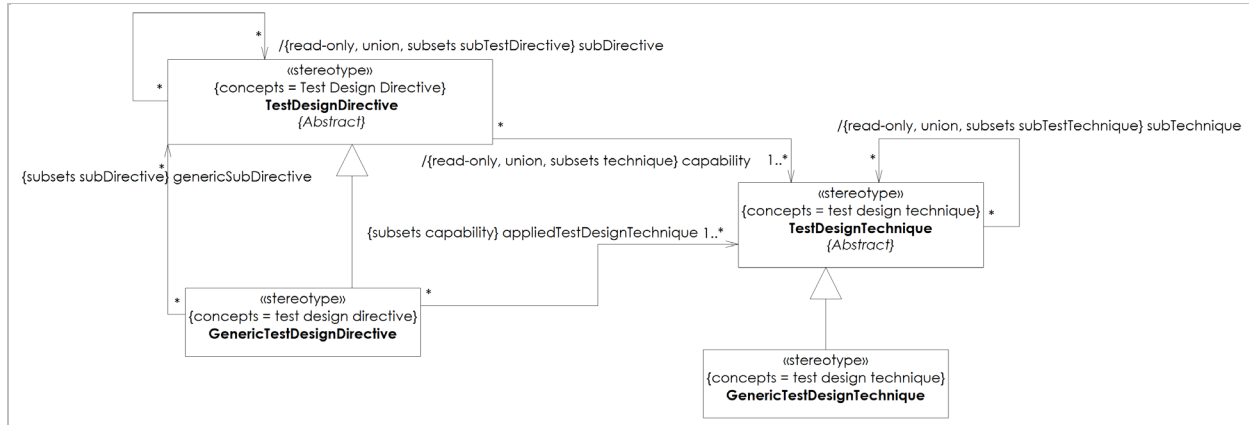 *
/{read-only, union, subsets subTestDirective} subDirective
*
«stereotype»
{concepts = Test Design Directive}
TestDesignDirective
{Abstract}
*
/{read-only, union, subsets technique} capability
1..*
/{read-only, union, subsets subTestTechnique} subTechnique
*
*
{subsets subDirective} genericSubDirective
«stereotype»
{concepts = test design technique}
TestDesignTechnique
{Abstract}
*
{subsets capability} appliedTestDesignTechnique 1..*
*
*
«stereotype»
{concepts = test design directive}
GenericTestDesignDirective
«stereotype»
{concepts = test design technique}
GenericTestDesignTechnique